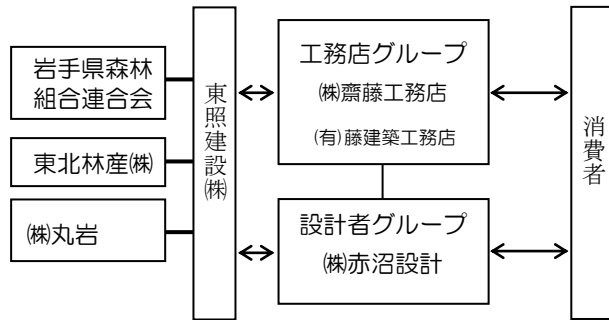 岩手県森林
組合連合会
東北林産㈱
㈱丸岩
東照建設㈱
工務店グループ
㈱齋藤工務店
㈲藤建築工務店
設計者グループ
㈱赤沼設計
消費者